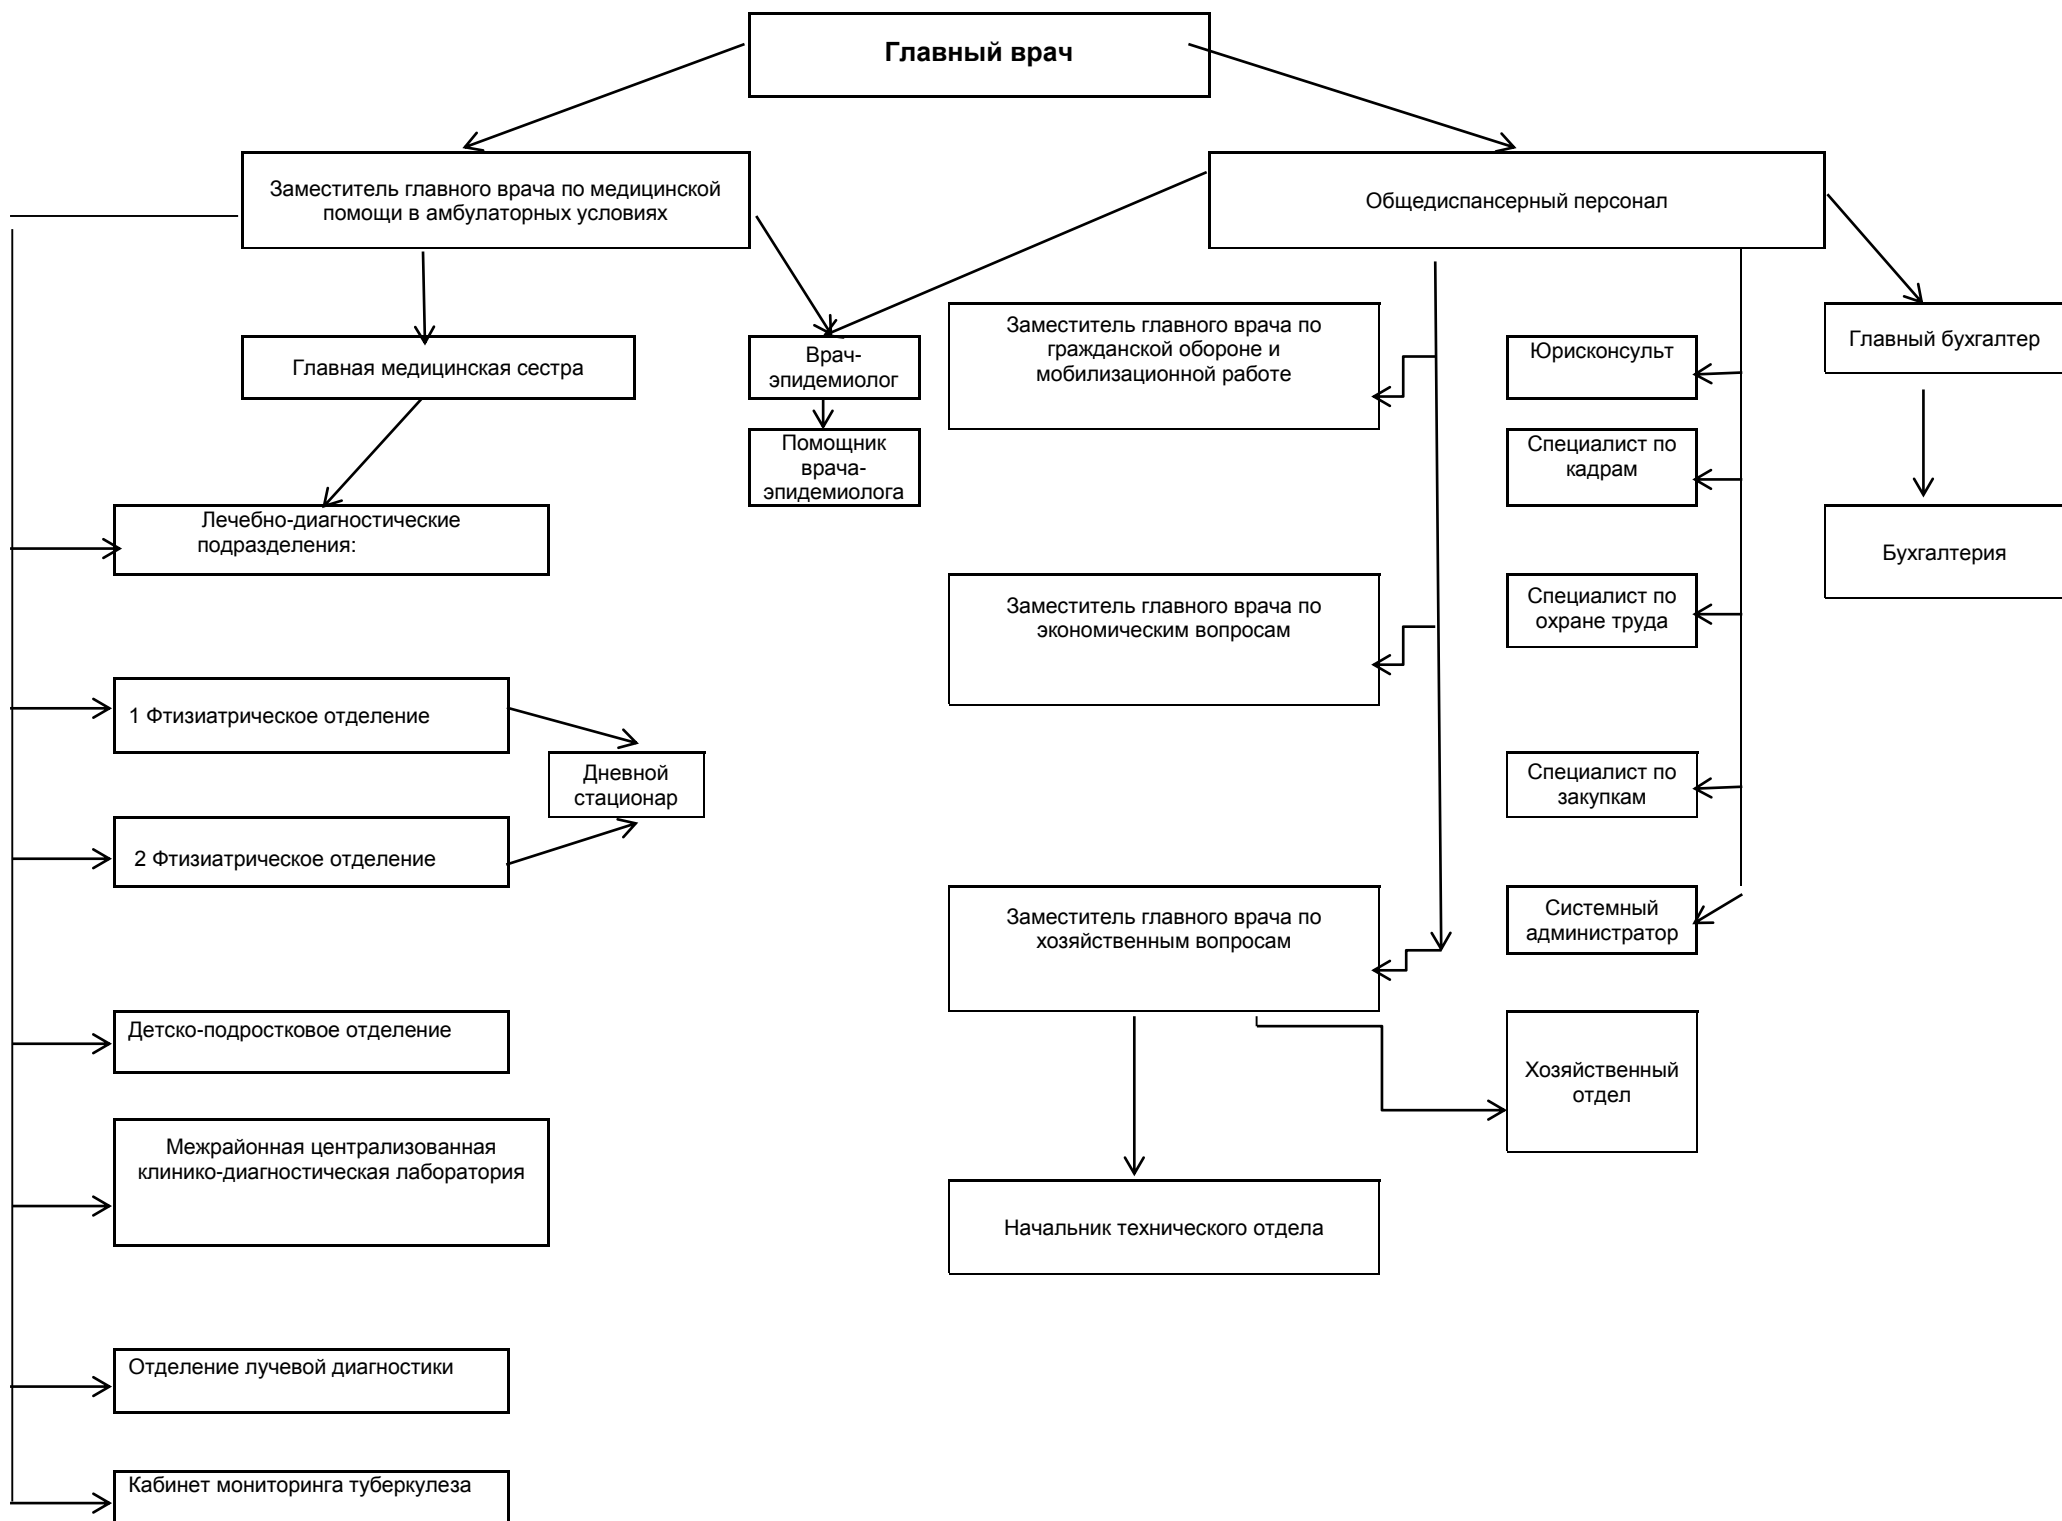 Главный врач
Заместитель главного врача по медицинской
помощи в амбулаторных условиях
Общедиспансерный персонал
Главная медицинская сестра
Врач-
эпидемиолог
Помощник
врача-
эпидемиолога
Заместитель главного врача по
гражданской обороне и
мобилизационной работе
Юрисконсульт
Главный бухгалтер
Специалист по
кадрам
Лечебно-диагностические
подразделения:
Бухгалтерия
Заместитель главного врача по
экономическим вопросам
Специалист по
охране труда
1 Фтизиатрическое отделение
Дневной
стационар
2 Фтизиатрическое отделение
Специалист по
закупкам
Заместитель главного врача по
хозяйственным вопросам
Системный
администратор
Детско-подростковое отделение
Хозяйственный
отдел
Межрайонная централизованная
клинико-диагностическая лаборатория
Начальник технического отдела
Отделение лучевой диагностики
Кабинет мониторинга туберкулеза